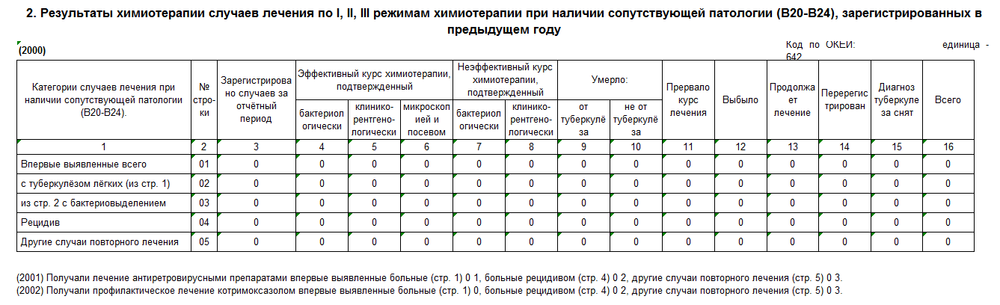 2. Результаты химиотерапии случаев лечения по I, II, III режимам химиотерапии при наличии сопутствующей патологии (В20-В24), зарегистрированных в
предыдущем году
(2000)
Код по ОКЕИ: единица -
642
Категории случаев лечения при наличии сопутствующей патологии (В20-В24).
№ стро-ки
Зарегистрирова но случаев за отчётный период
Эффективный курс химиотерапии, подтвержденный
Неэффективный курс химиотерапии, подтвержденный
Умерло:
Прервало курс лечения
Выбыло
Продолжа ет лечение
Перерегис трирован
Диагноз туберкуле за снят
Всего
бактериол огически
клинико-рентгено-логически
микроскоп ией и посевом
бактериол огически
клинико-рентгено-логически
от туберкулё за
не от туберкулё за
1 2 3 4 5 6 7 8 9 10 11 12 13 14 15 16
Впервые выявленные всего 01 0 0 0 0 0 0 0 0 0 0 0 0 0 0
с туберкулёзом лёгких (из стр. 1) 02 0 0 0 0 0 0 0 0 0 0 0 0 0 0
из стр. 2 с бактериовыделением 03 0 0 0 0 0 0 0 0 0 0 0 0 0 0
Рецидив 04 0 0 0 0 0 0 0 0 0 0 0 0 0 0
Другие случаи повторного лечения 05 0 0 0 0 0 0 0 0 0 0 0 0 0 0
(2001) Получали лечение антиретровирусными препаратами впервые выявленные больные (стр. 1) 0 1, больные рецидивом (стр. 4) 0 2, другие случаи повторного лечения (стр. 5) 0 3.
(2002) Получали профилактическое лечение котримоксазолом впервые выявленные больные (стр. 1) 0, больные рецидивом (стр. 4) 0 2, другие случаи повторного лечения (стр. 5) 0 3.